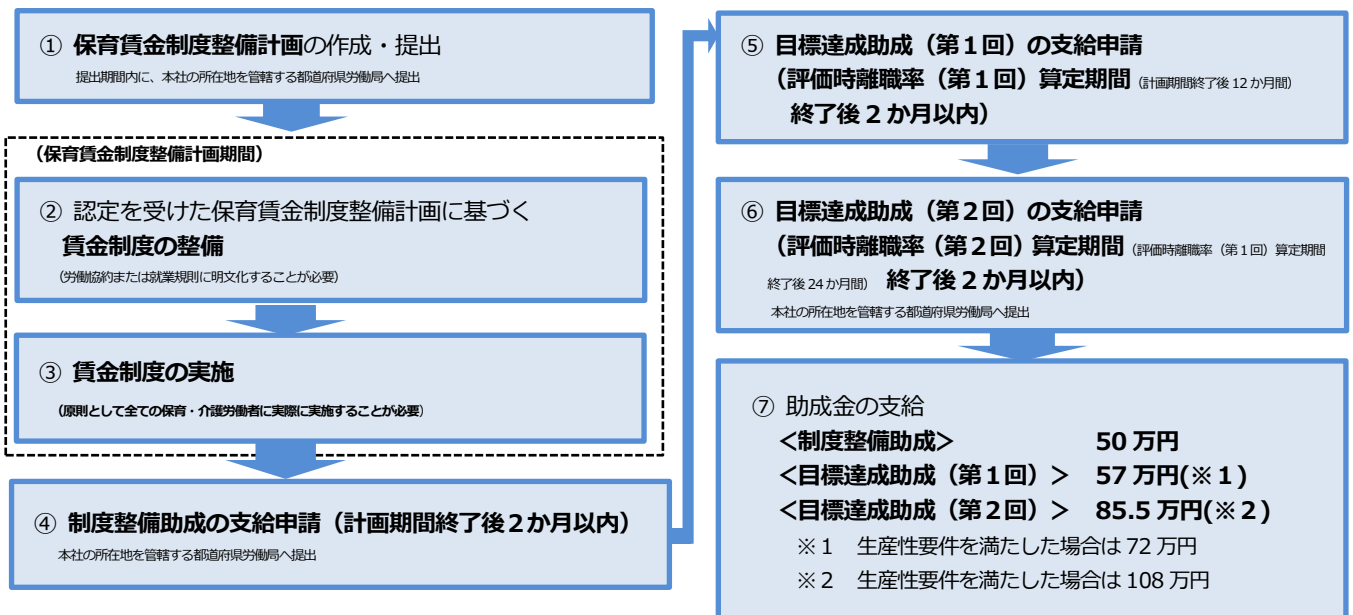 ① 保育賃金制度整備計画の作成・提出
提出期間内に、本社の所在地を管轄する都道府県労働局へ提出
（保育賃金制度整備計画期間）
② 認定を受けた保育賃金制度整備計画に基づく
賃金制度の整備
（労働協約または就業規則に明文化することが必要）
③ 賃金制度の実施
（原則として全ての保育・介護労働者に実際に実施することが必要）
④ 制度整備助成の支給申請（計画期間終了後２か月以内）
本社の所在地を管轄する都道府県労働局へ提出
⑤ 目標達成助成（第１回）の支給申請
（評価時離職率（第１回）算定期間（計画期間終了後 12 か月間）
終了後 2 か月以内）
⑥ 目標達成助成（第２回）の支給申請
（評価時離職率（第２回）算定期間（評価時離職率（第１回）算定期間
終了後 24 か月間） 終了後 2 か月以内）
本社の所在地を管轄する都道府県労働局へ提出
⑦ 助成金の支給
＜制度整備助成＞ 50 万円
＜目標達成助成（第１回）＞ 57 万円(※１)
＜目標達成助成（第２回）＞ 85.5 万円(※２)
※１ 生産性要件を満たした場合は 72 万円
※２ 生産性要件を満たした場合は 108 万円